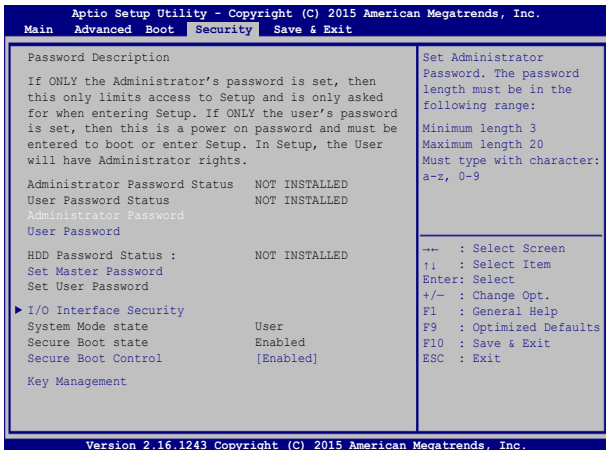 Aptio Setup Utility - Copyright (C) 2015 American Megatrends, Inc.
Main Advanced Boot Security Save & Exit
Password Description
If ONLY the Administrator's password is set, then
this only limits access to Setup and is only asked
for when entering Setup. If ONLY the user's password
is set, then this is a power on password and must be
entered to boot or enter Setup. In Setup, the User
will have Administrator rights.
Administrator Password Status NOT INSTALLED
User Password Status NOT INSTALLED
Administrator Password
User Password
HDD Password Status : NOT INSTALLED
Set Master Password
Set User Password
▶ I/O Interface Security
System Mode state User
Secure Boot state Enabled
Secure Boot Control [Enabled]
Key Management
Set Administrator
Password. The password
length must be in the
following range:
Minimum length 3
Maximum length 20
Must type with character:
a-z, 0-9
→← : Select Screen
↑↓ : Select Item
Enter: Select
+/— : Change Opt.
F1 : General Help
F9 : Optimized Defaults
F10 : Save & Exit
ESC : Exit
Version 2.16.1243 Copyright (C) 2015 American Megatrends, Inc.